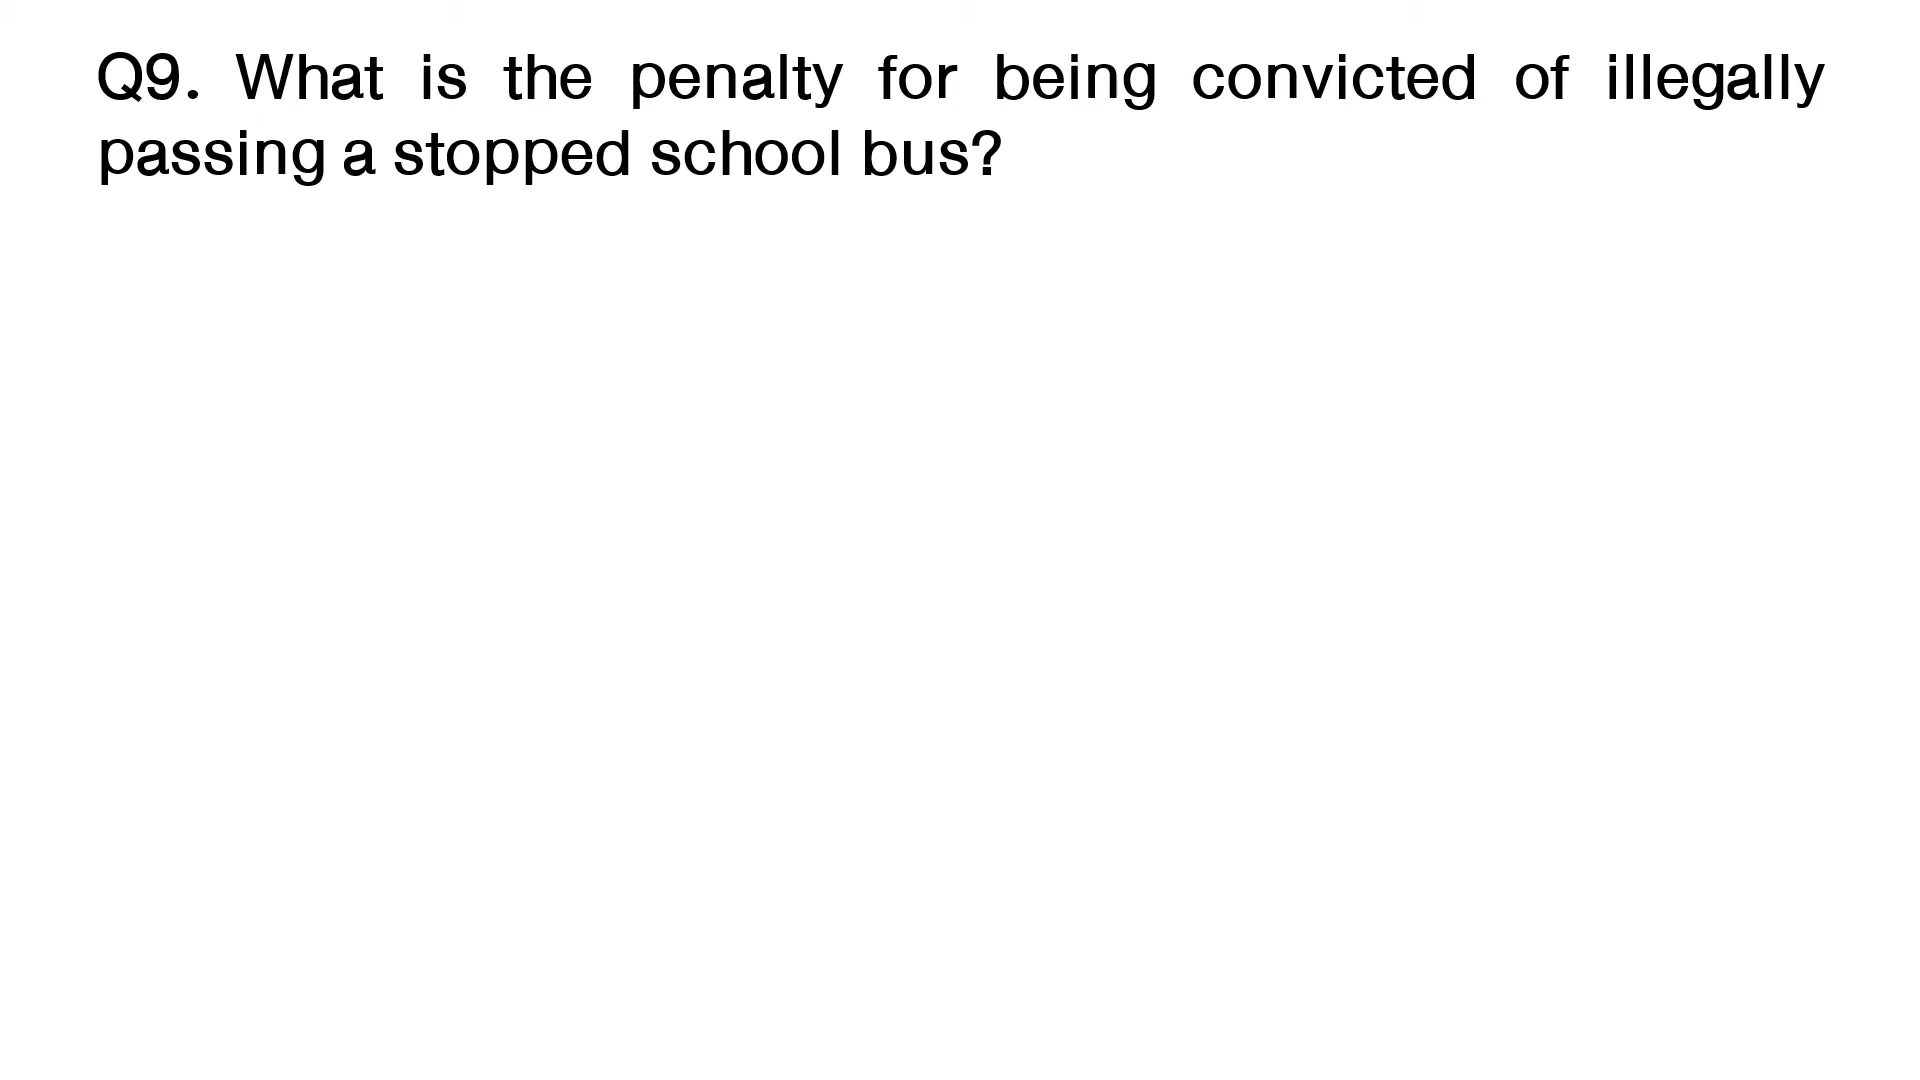 Q9. What is the penalty for being convicted of illegally
passing a stopped school bus?